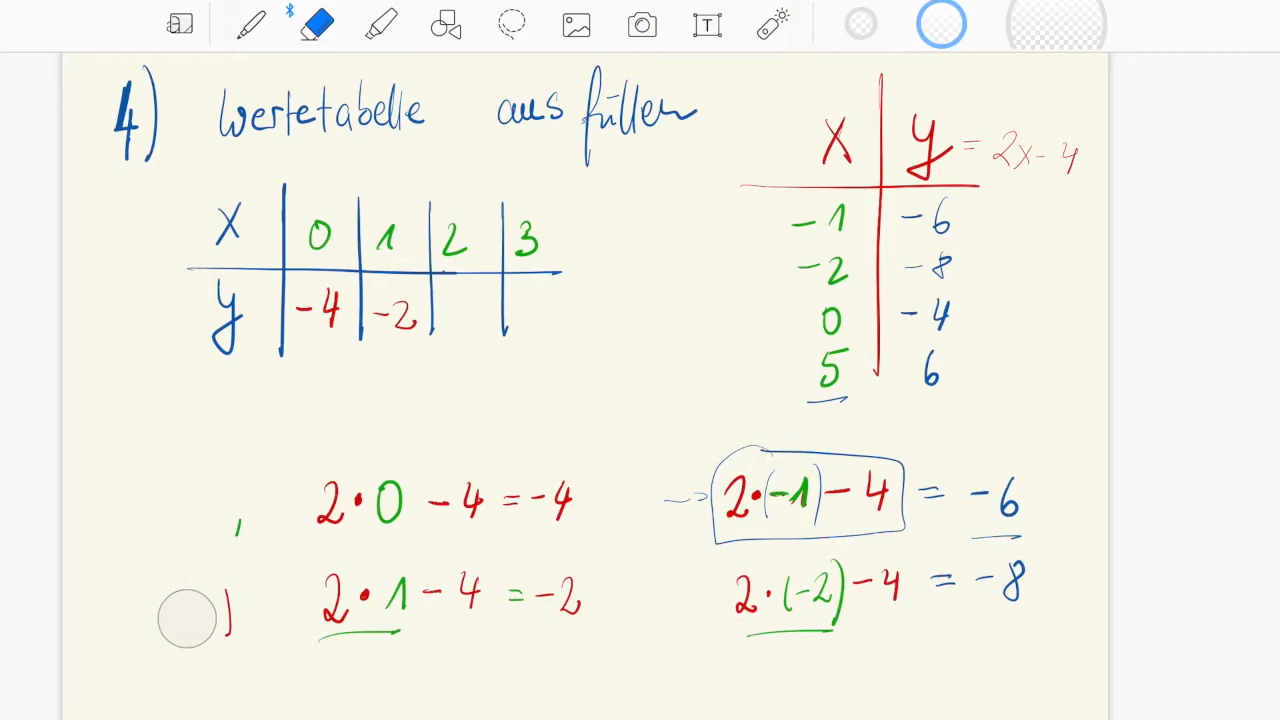 4) Wertetabelle ausfüllen
x 0 1 2 3
y -4 -2
x y = 2x - 4
-1 -6
-2 -8
0 -4
5 6
2 · 0 - 4 = -4
2 · 1 - 4 = -2
→ 2 · (-1) - 4 = -6
2 · (-2) - 4 = -8